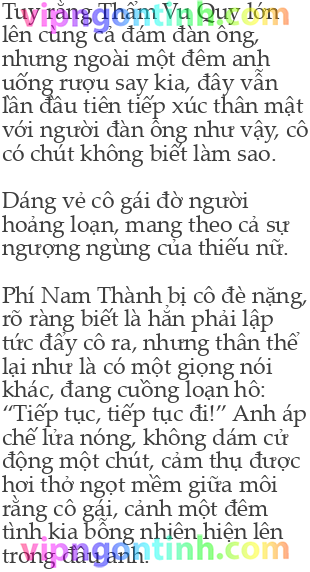 Tuy rằng Thẩm Vu Quy lớn
lên cùng cả đám đàn ông,
nhưng ngoài một đêm anh
uống rượu say kia, đây vẫn
lần đầu tiên tiếp xúc thân mật
với người đàn ông như vậy, cô
có chút không biết làm sao.
Dáng vẻ cô gái đờ người
hoảng loạn, mang theo cả sự
ngượng ngùng của thiếu nữ.
Phí Nam Thành bị cô đè nặng,
rõ ràng biết là hẳn phải lập
tức đẩy cô ra, nhưng thân thể
lại như là có một giọng nói
khác, đang cuồng loạn hô:
“Tiếp tục, tiếp tục đi!” Anh áp
chế lửa nóng, không dám cử
động một chút, cảm thụ được
hơi thở ngọt mềm giữa môi
rằng cô gái, cảnh một đêm
tình kia bỗng nhiên hiện lên
trong đầu anh.
vipngontinh.com
vipngontinh.com